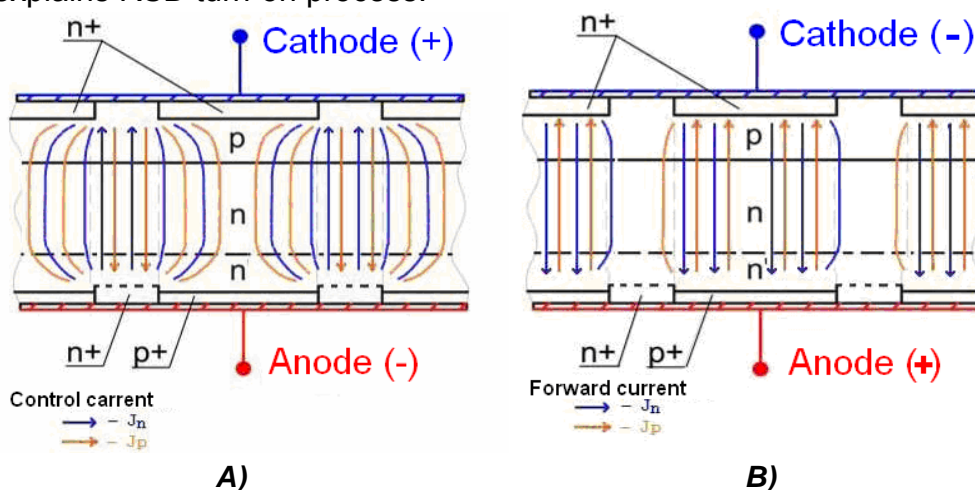 explains RSD turn-on process.
n+
Cathode (+)
p
n
n'
n+
p+
Anode (-)
Control carrent
- Jn
- Jp
A)
n+
Cathode (-)
p
n
n'
n+
p+
Anode (+)
Forward current
- Jn
- Jp
B)